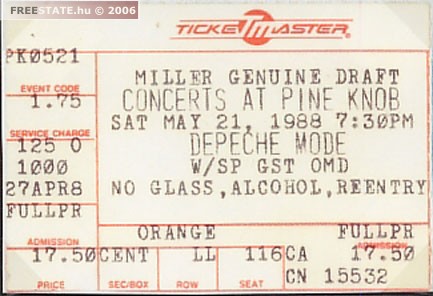 FREESTATE.hu © 2006
TICKETMASTER
PK0521
EVENT CODE
1.75
SERVICE CHARGE
125 0
1000
27APR8
FULLPR
ADMISSION
17.50
PRICE
MILLER GENUINE DRAFT
CONCERTS AT PINE KNOB
SAT MAY 21, 1988 7:30PM
DEPECHE MODE
W/SP GST OMD
NO GLASS,ALCOHOL,REENTRY
ORANGE FULLPR
ADMISSION
CENT LL 116 CA 17.50
SEC/BOX ROW SEAT CN 15532